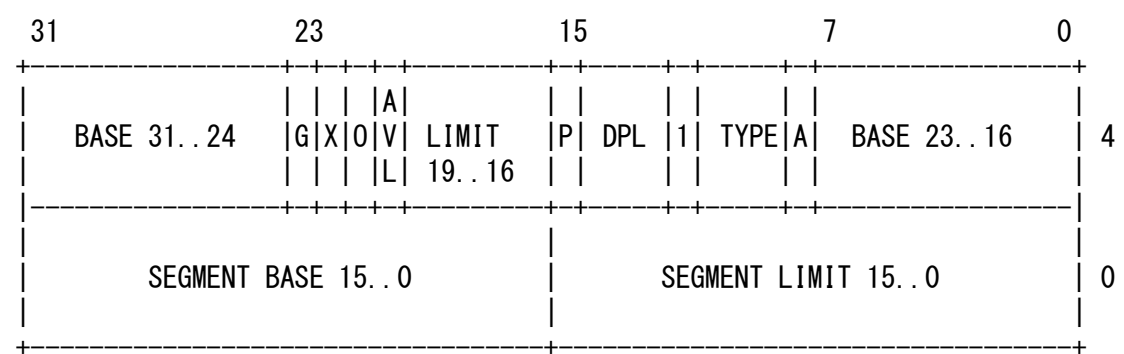 31 23 15 7 0
A
BASE 31..24 G X O V LIMIT P DPL 1 TYPE A BASE 23..16 4
L 19..16
SEGMENT BASE 15..0 SEGMENT LIMIT 15..0 0